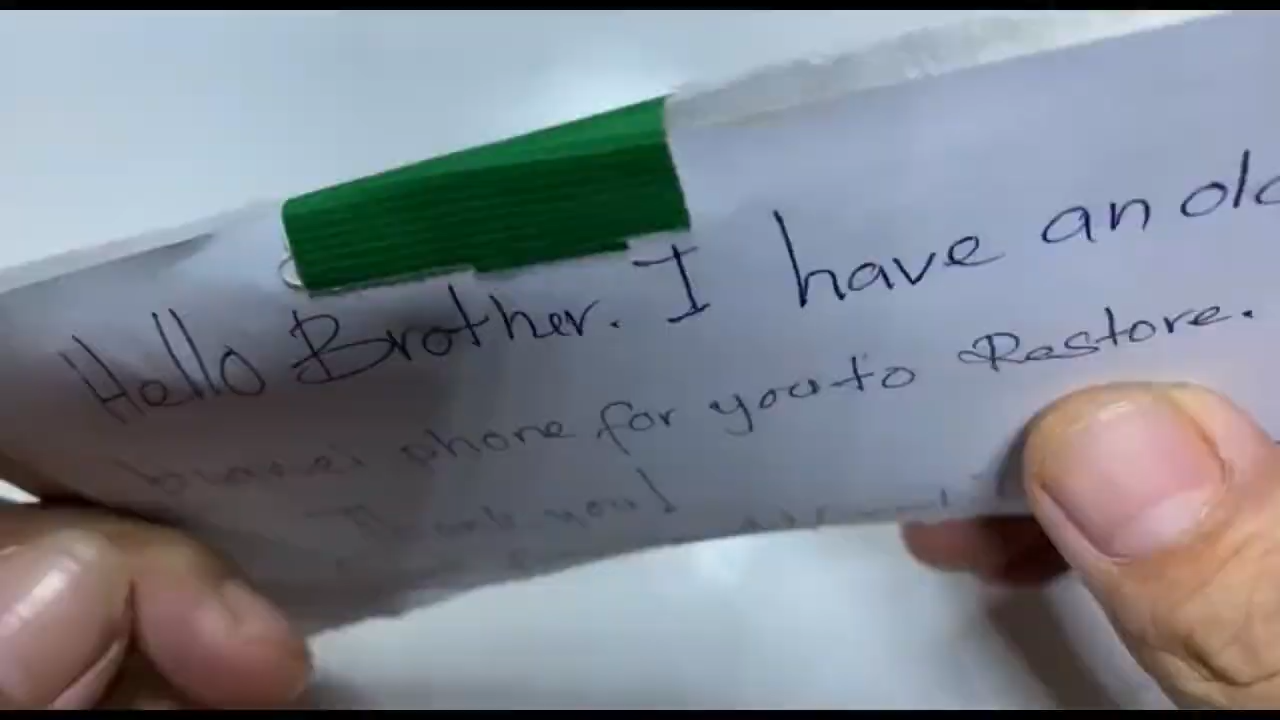 Hello Brother. I have an old
phone for you to Restore.
Thank you!